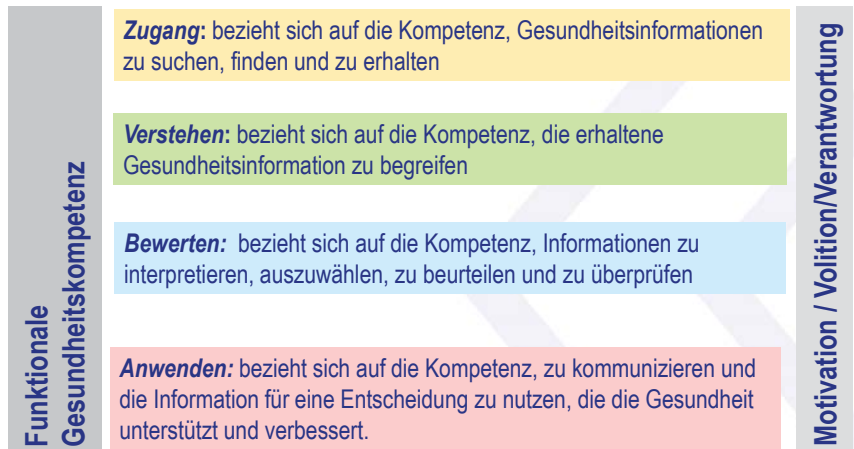 Funktionale
Gesundheitskompetenz
Zugang: bezieht sich auf die Kompetenz, Gesundheitsinformationen
zu suchen, finden und zu erhalten
Verstehen: bezieht sich auf die Kompetenz, die erhaltene
Gesundheitsinformation zu begreifen
Bewerten: bezieht sich auf die Kompetenz, Informationen zu
interpretieren, auszuwählen, zu beurteilen und zu überprüfen
Anwenden: bezieht sich auf die Kompetenz, zu kommunizieren und
die Information für eine Entscheidung zu nutzen, die die Gesundheit
unterstützt und verbessert.
Motivation / Volition/Verantwortung